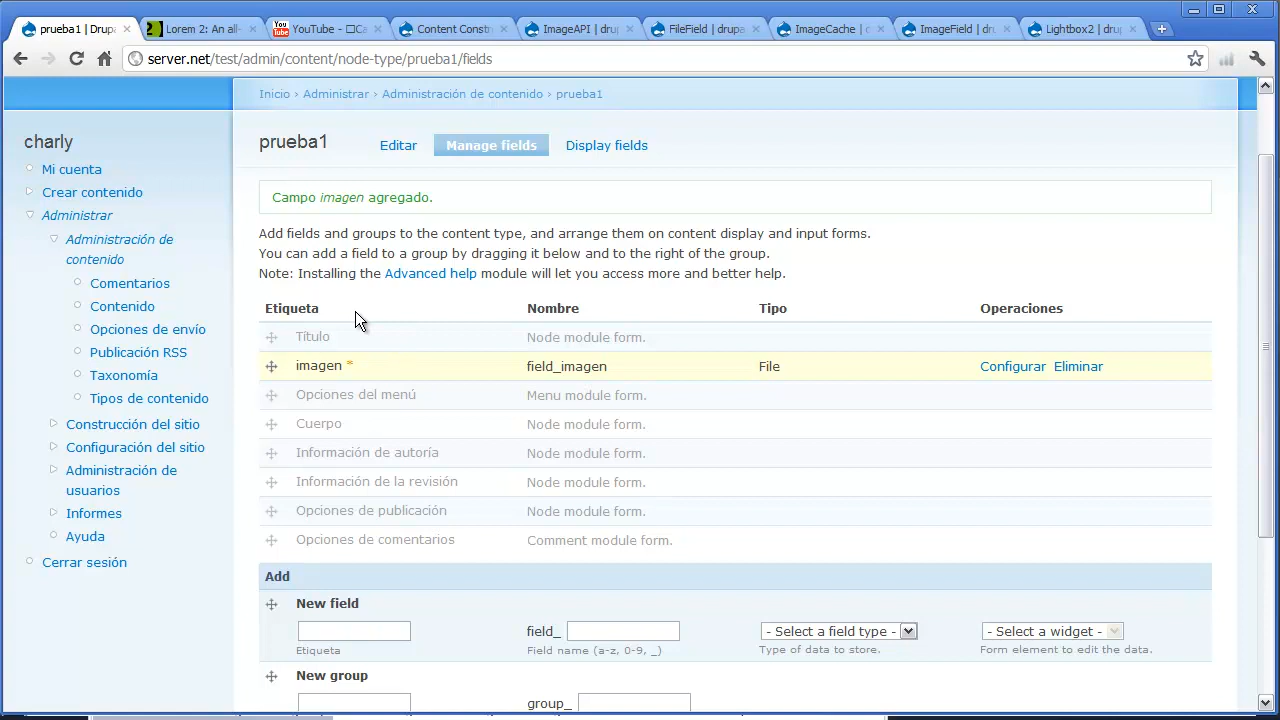 prueba1 | Drupa
Lorem 2: An all-
YouTube - 
Content Constr
ImageAPI | drup
FileField | drupa
ImageCache | d
ImageField | dru
Lightbox2 | drup
server.net/test/admin/content/node-type/prueba1/fields
Inicio › Administrar › Administración de contenido › prueba1
charly
Mi cuenta
Crear contenido
Administrar
Administración de
contenido
Comentarios
Contenido
Opciones de envío
Publicación RSS
Taxonomía
Tipos de contenido
Construcción del sitio
Configuración del sitio
Administración de
usuarios
Informes
Ayuda
Cerrar sesión
prueba1 Editar Manage fields Display fields
Campo imagen agregado.
Add fields and groups to the content type, and arrange them on content display and input forms.
You can add a field to a group by dragging it below and to the right of the group.
Note: Installing the Advanced help module will let you access more and better help.
Etiqueta Nombre Tipo Operaciones
Título Node module form.
imagen * field_imagen File Configurar Eliminar
Opciones del menú Menu module form.
Cuerpo Node module form.
Información de autoría Node module form.
Información de la revisión Node module form.
Opciones de publicación Node module form.
Opciones de comentarios Comment module form.
Add
New field
field_ - Select a field type - - Select a widget -
Etiqueta Field name (a-z, 0-9, _) Type of data to store. Form element to edit the data.
New group
group_